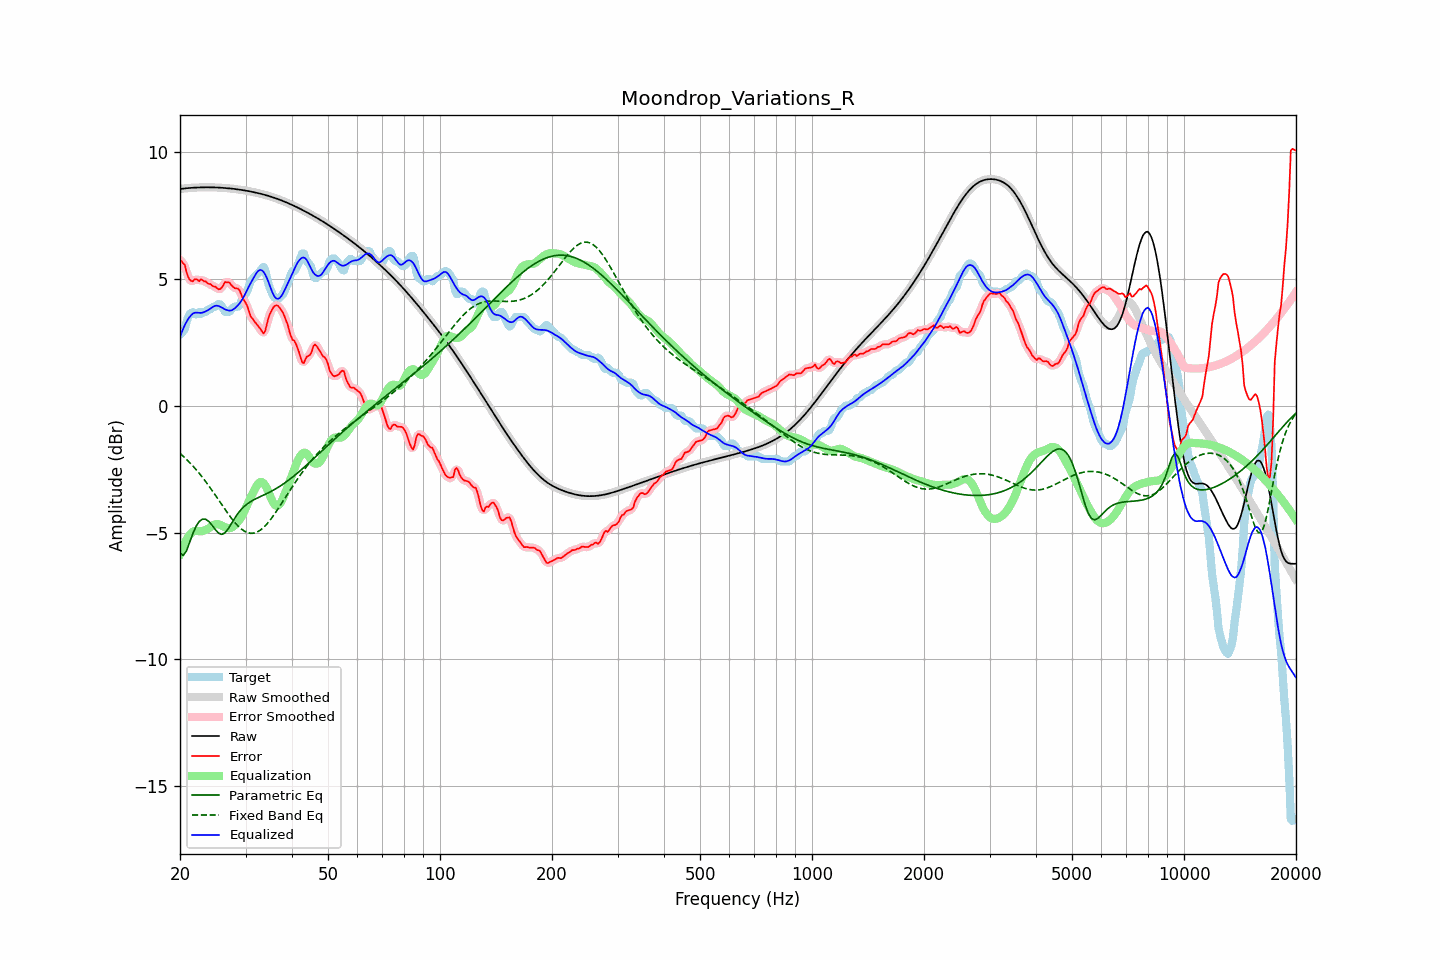 Moondrop_Variations_R
10
5
0
−5
−10
−15
Amplitude (dBr)
Target
Raw Smoothed
Error Smoothed
Raw
Error
Equalization
Parametric Eq
Fixed Band Eq
Equalized
20 50 100 200 500 1000 2000 5000 10000 20000
Frequency (Hz)